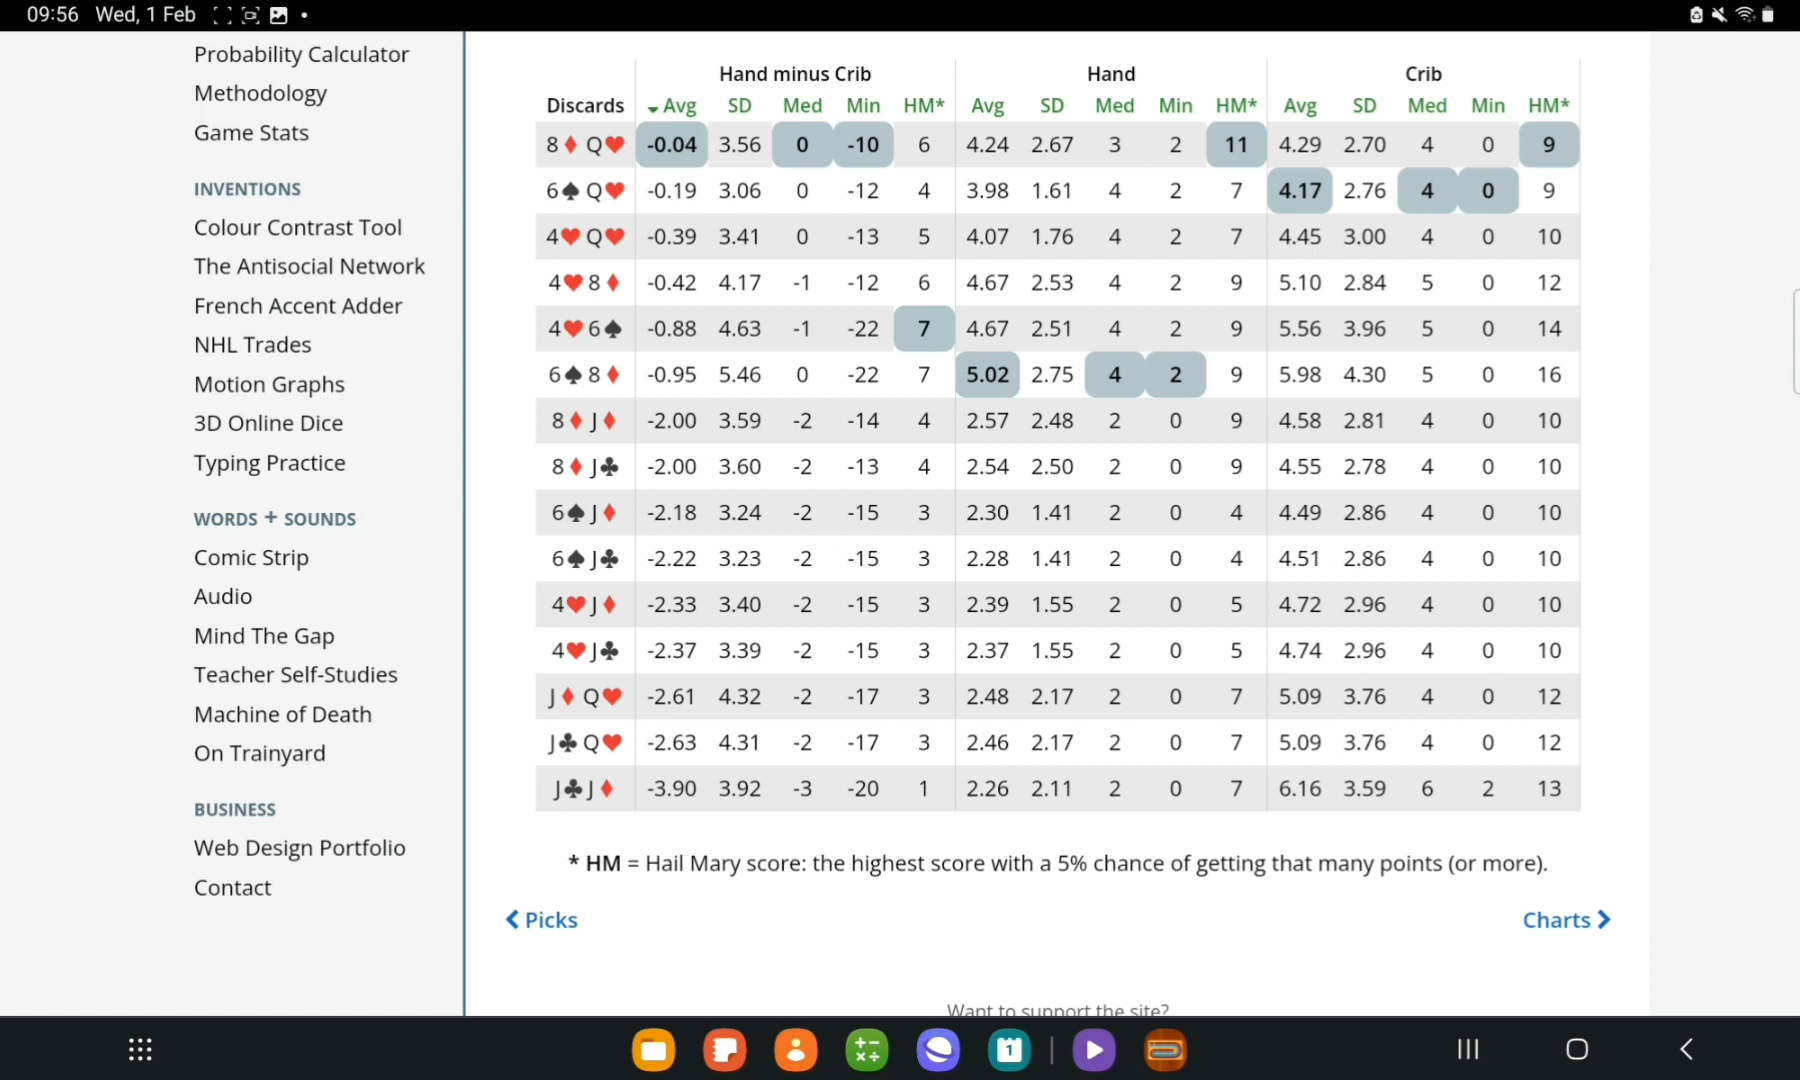 09:56 Wed, 1 Feb
Probability Calculator
Methodology
Game Stats
INVENTIONS
Colour Contrast Tool
The Antisocial Network
French Accent Adder
NHL Trades
Motion Graphs
3D Online Dice
Typing Practice
WORDS + SOUNDS
Comic Strip
Audio
Mind The Gap
Teacher Self-Studies
Machine of Death
On Trainyard
BUSINESS
Web Design Portfolio
Contact
Hand minus Crib Hand Crib
Discards Avg SD Med Min HM* Avg SD Med Min HM* Avg SD Med Min HM*
8♦ Q♥ -0.04 3.56 0 -10 6 4.24 2.67 3 2 11 4.29 2.70 4 0 9
6♠ Q♥ -0.19 3.06 0 -12 4 3.98 1.61 4 2 7 4.17 2.76 4 0 9
4♥ Q♥ -0.39 3.41 0 -13 5 4.07 1.76 4 2 7 4.45 3.00 4 0 10
4♥ 8♦ -0.42 4.17 -1 -12 6 4.67 2.53 4 2 9 5.10 2.84 5 0 12
4♥ 6♠ -0.88 4.63 -1 -22 7 4.67 2.51 4 2 9 5.56 3.96 5 0 14
6♠ 8♦ -0.95 5.46 0 -22 7 5.02 2.75 4 2 9 5.98 4.30 5 0 16
8♦ J♦ -2.00 3.59 -2 -14 4 2.57 2.48 2 0 9 4.58 2.81 4 0 10
8♦ J♣ -2.00 3.60 -2 -13 4 2.54 2.50 2 0 9 4.55 2.78 4 0 10
6♠ J♦ -2.18 3.24 -2 -15 3 2.30 1.41 2 0 4 4.49 2.86 4 0 10
6♠ J♣ -2.22 3.23 -2 -15 3 2.28 1.41 2 0 4 4.51 2.86 4 0 10
4♥ J♦ -2.33 3.40 -2 -15 3 2.39 1.55 2 0 5 4.72 2.96 4 0 10
4♥ J♣ -2.37 3.39 -2 -15 3 2.37 1.55 2 0 5 4.74 2.96 4 0 10
J♦ Q♥ -2.61 4.32 -2 -17 3 2.48 2.17 2 0 7 5.09 3.76 4 0 12
J♣ Q♥ -2.63 4.31 -2 -17 3 2.46 2.17 2 0 7 5.09 3.76 4 0 12
J♣ J♦ -3.90 3.92 -3 -20 1 2.26 2.11 2 0 7 6.16 3.59 6 2 13
* HM = Hail Mary score: the highest score with a 5% chance of getting that many points (or more).
Picks Charts
Want to support the site?
1